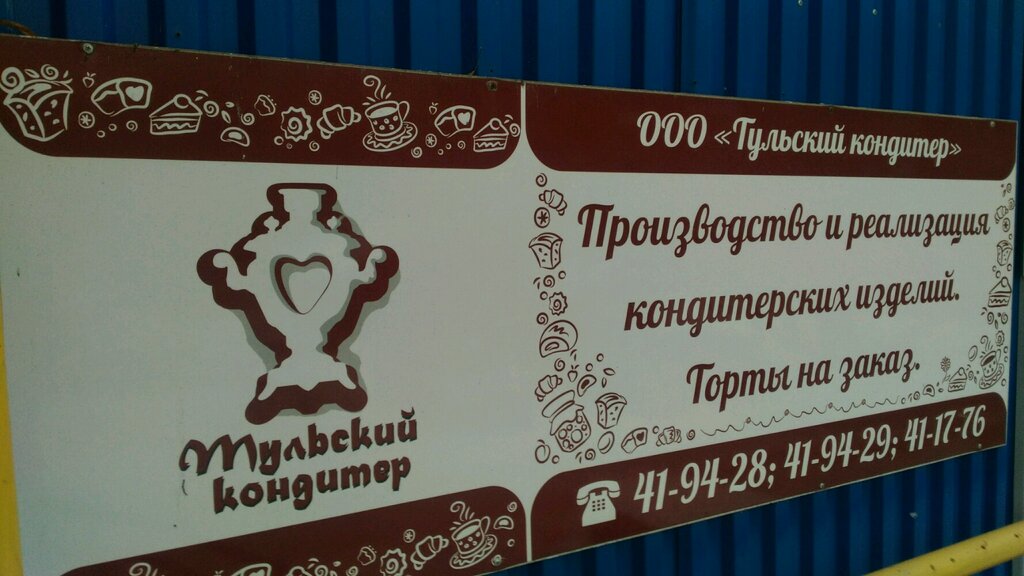 Тульский
кондитер
ООО «Тульский кондитер»
Производство и реализация
кондитерских изделий.
Торты на заказ.
41-94-28; 41-94-29; 41-17-76